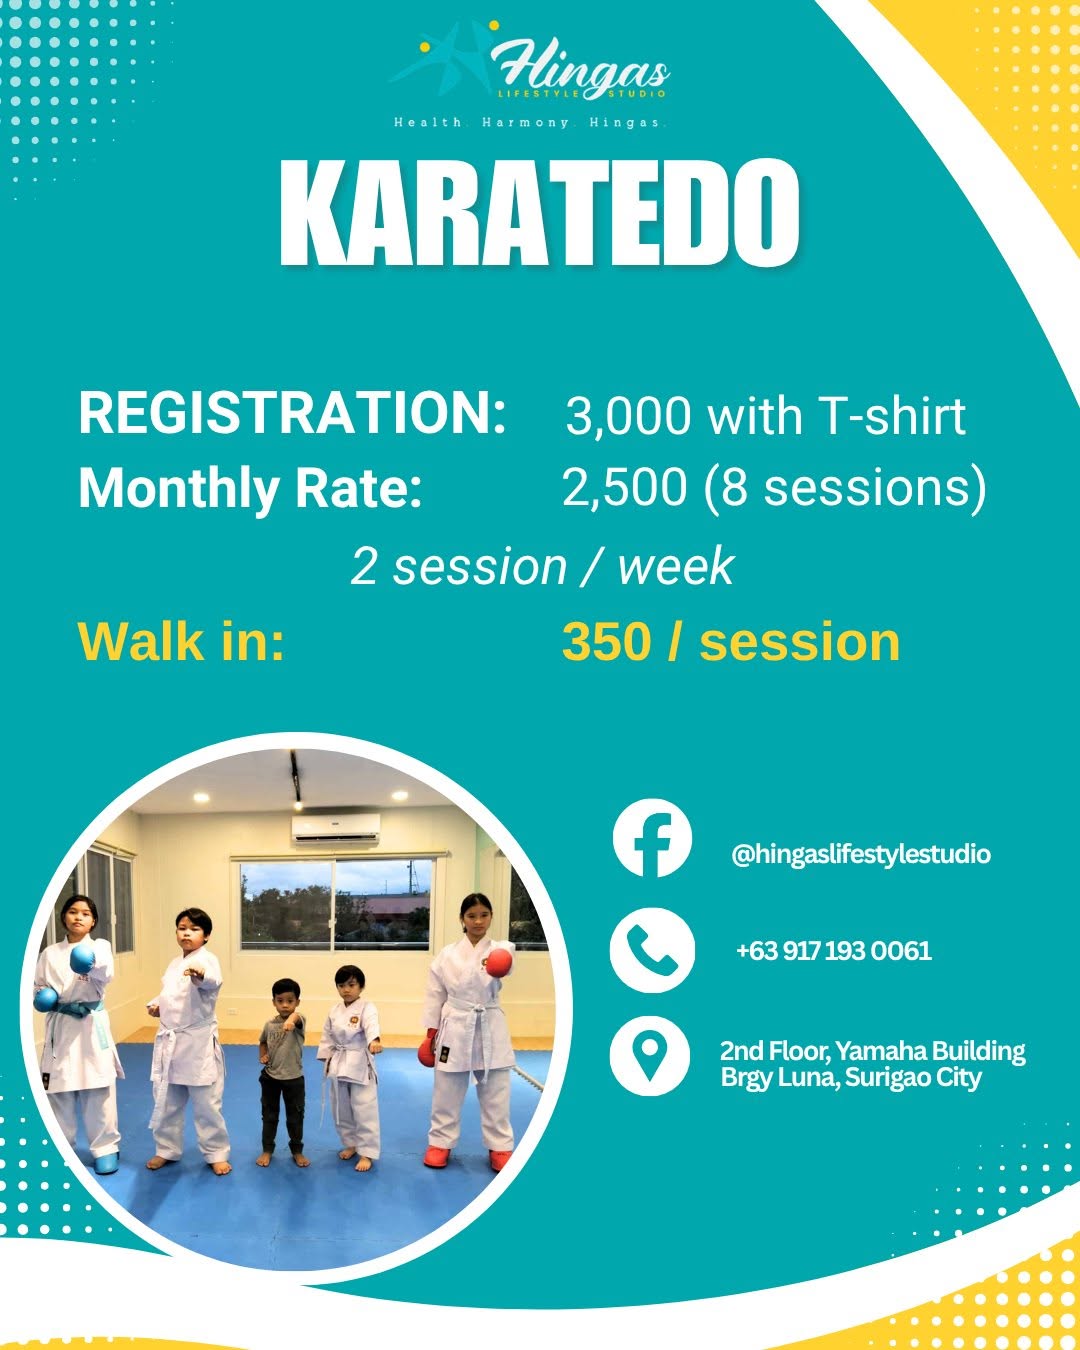 Hingas
LIFESTYLE STUDIO
Health. Harmony. Hingas.
KARATEDO
REGISTRATION: 3,000 with T-shirt
Monthly Rate: 2,500 (8 sessions)
2 session / week
Walk in: 350 / session
@hingaslifestylestudio
+63 917 193 0061
2nd Floor, Yamaha Building
Brgy Luna, Surigao City